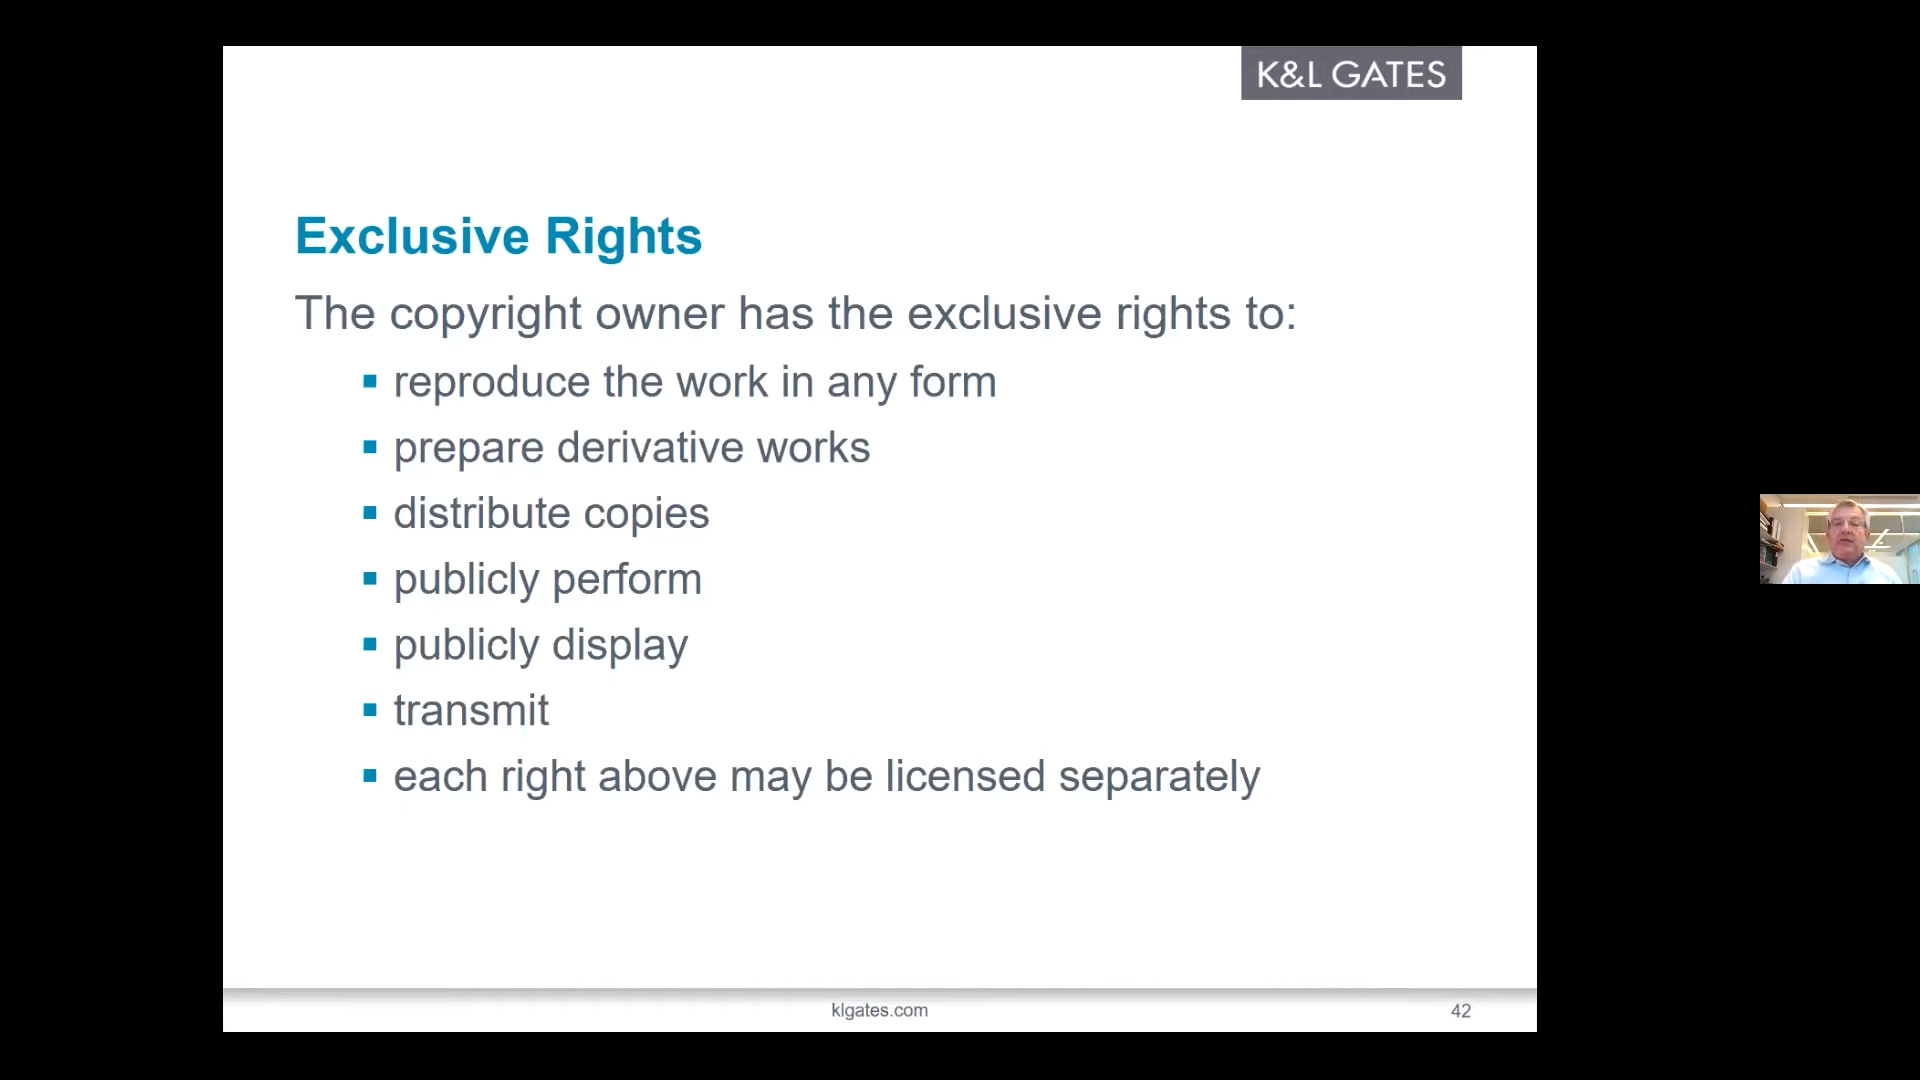 K&L GATES
Exclusive Rights
The copyright owner has the exclusive rights to:
▪ reproduce the work in any form
▪ prepare derivative works
▪ distribute copies
▪ publicly perform
▪ publicly display
▪ transmit
▪ each right above may be licensed separately
klgates.com
42